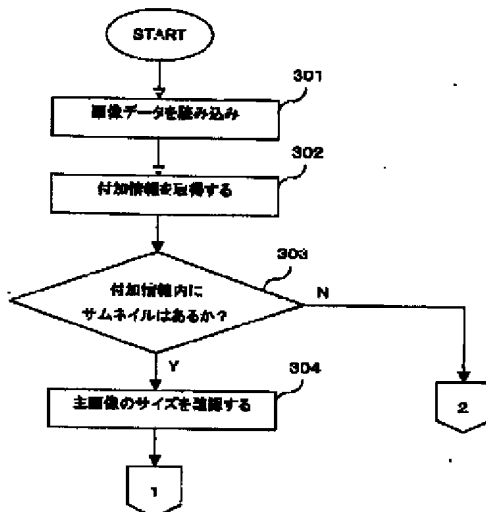 START
301
画像データを読み込み
302
付加情報を取得する
303
付加情報内に
サムネイルはあるか?
N
Y
304
主画像のサイズを確認する
2
1